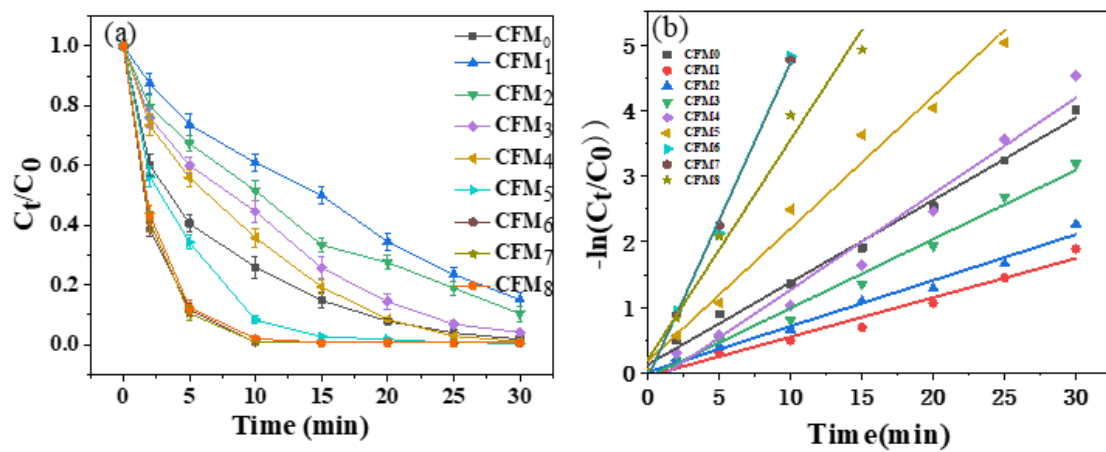 (a)
1.0
0.8
0.6
0.4
0.2
0.0
Ct/C0
0 5 10 15 20 25 30
Time (min)
CFM0
CFM1
CFM2
CFM3
CFM4
CFM5
CFM6
CFM7
CFM8
(b)
5
4
3
2
1
0
-ln(Ct/C0))
0 5 10 15 20 25 30
Time(min)
CFM0
CFM1
CFM2
CFM3
CFM4
CFM5
CFM6
CFM7
CFM8